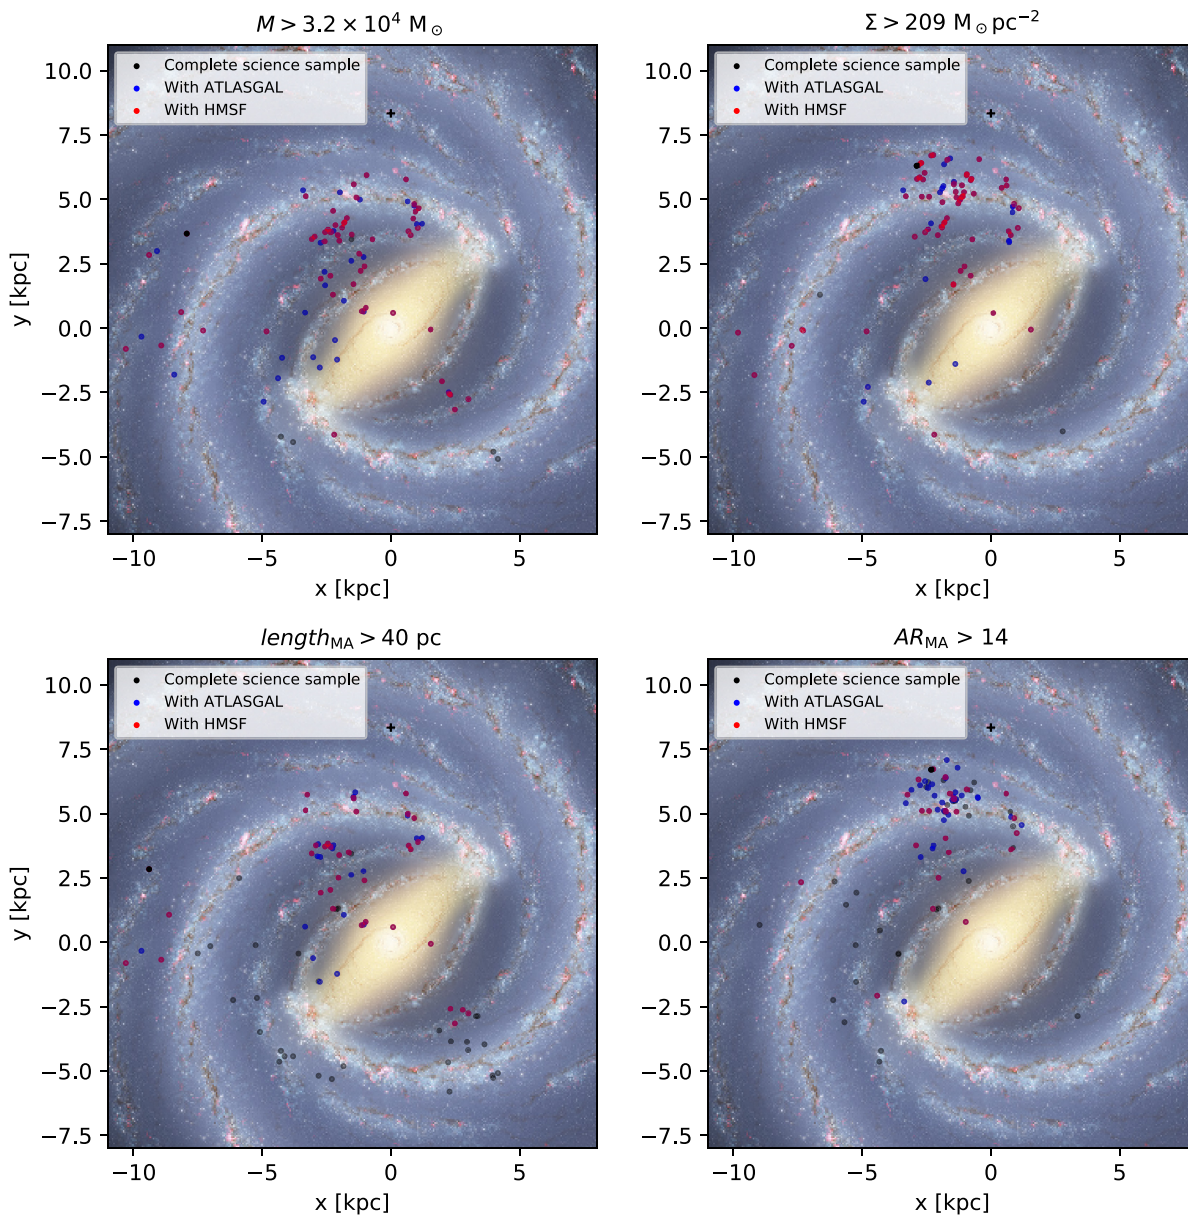 M > 3.2 × 10⁴ M⊙
10.0
7.5
5.0
2.5
0.0
−2.5
−5.0
−7.5
y [kpc]
Complete science sample
With ATLASGAL
With HMSF
−10
−5
0
5
x [kpc]
Σ > 209 M⊙ pc⁻²
10.0
7.5
5.0
2.5
0.0
−2.5
−5.0
−7.5
Complete science sample
With ATLASGAL
With HMSF
−10
−5
0
5
x [kpc]
length_MA > 40 pc
10.0
7.5
5.0
2.5
0.0
−2.5
−5.0
−7.5
y [kpc]
Complete science sample
With ATLASGAL
With HMSF
−10
−5
0
5
x [kpc]
AR_MA > 14
10.0
7.5
5.0
2.5
0.0
−2.5
−5.0
−7.5
Complete science sample
With ATLASGAL
With HMSF
−10
−5
0
5
x [kpc]